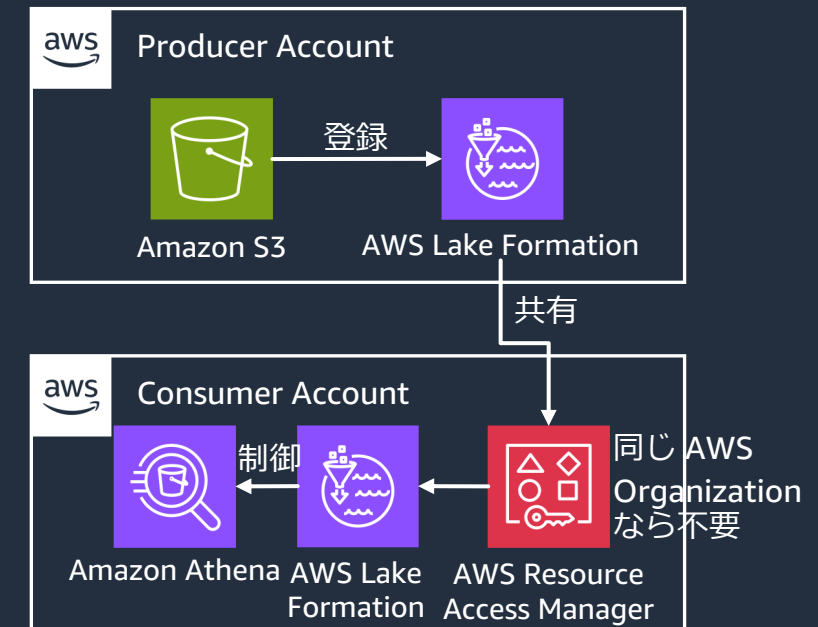 aws
Producer Account
登録
Amazon S3
AWS Lake Formation
共有
aws
Consumer Account
制御
同じ AWS
Organization
なら不要
Amazon Athena
AWS Lake
Formation
AWS Resource
Access Manager